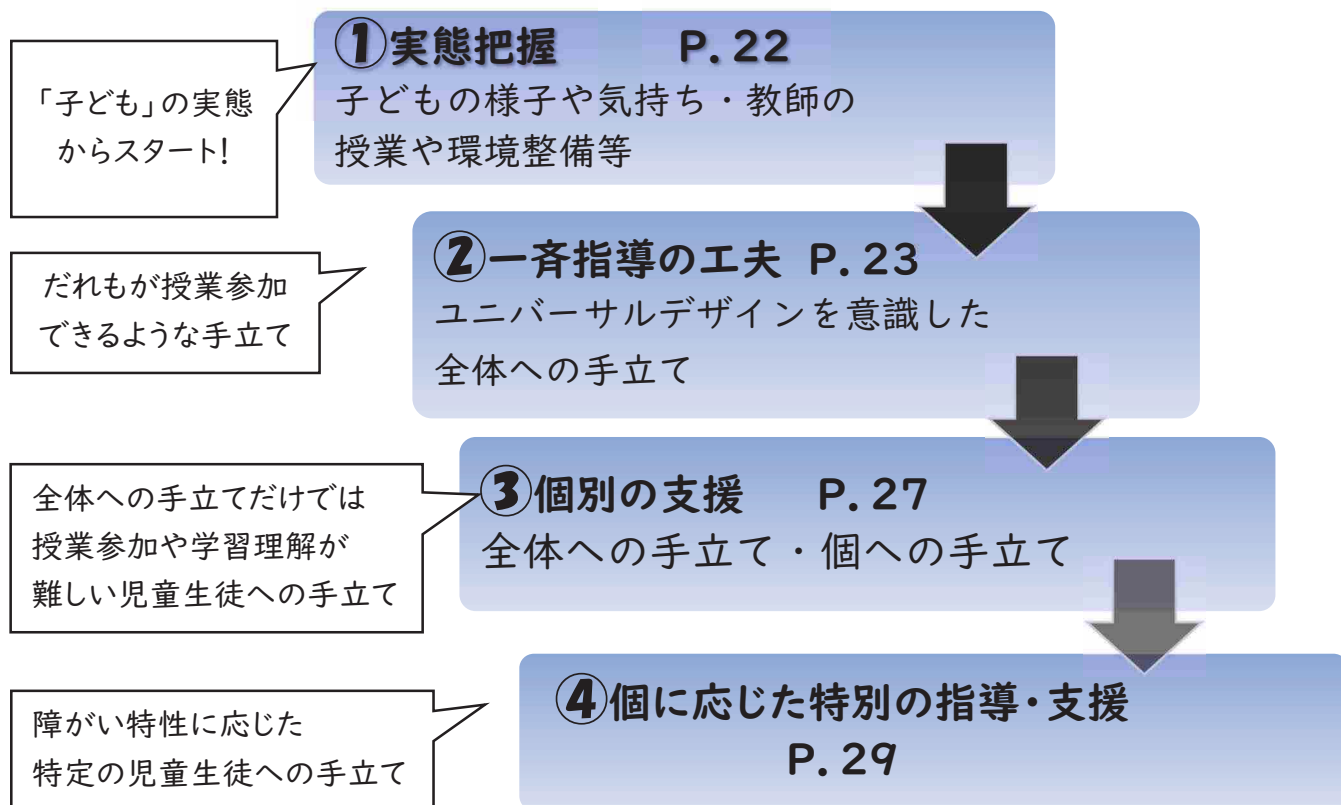 「子ども」の実態
からスタート!
①実態把握 P.22
子どもの様子や気持ち・教師の
授業や環境整備等
だれもが授業参加
できるような手立て
②一斉指導の工夫 P.23
ユニバーサルデザインを意識した
全体への手立て
全体への手立てだけでは
授業参加や学習理解が
難しい児童生徒への手立て
③個別の支援 P.27
全体への手立て・個への手立て
障がい特性に応じた
特定の児童生徒への手立て
④個に応じた特別の指導・支援
P.29